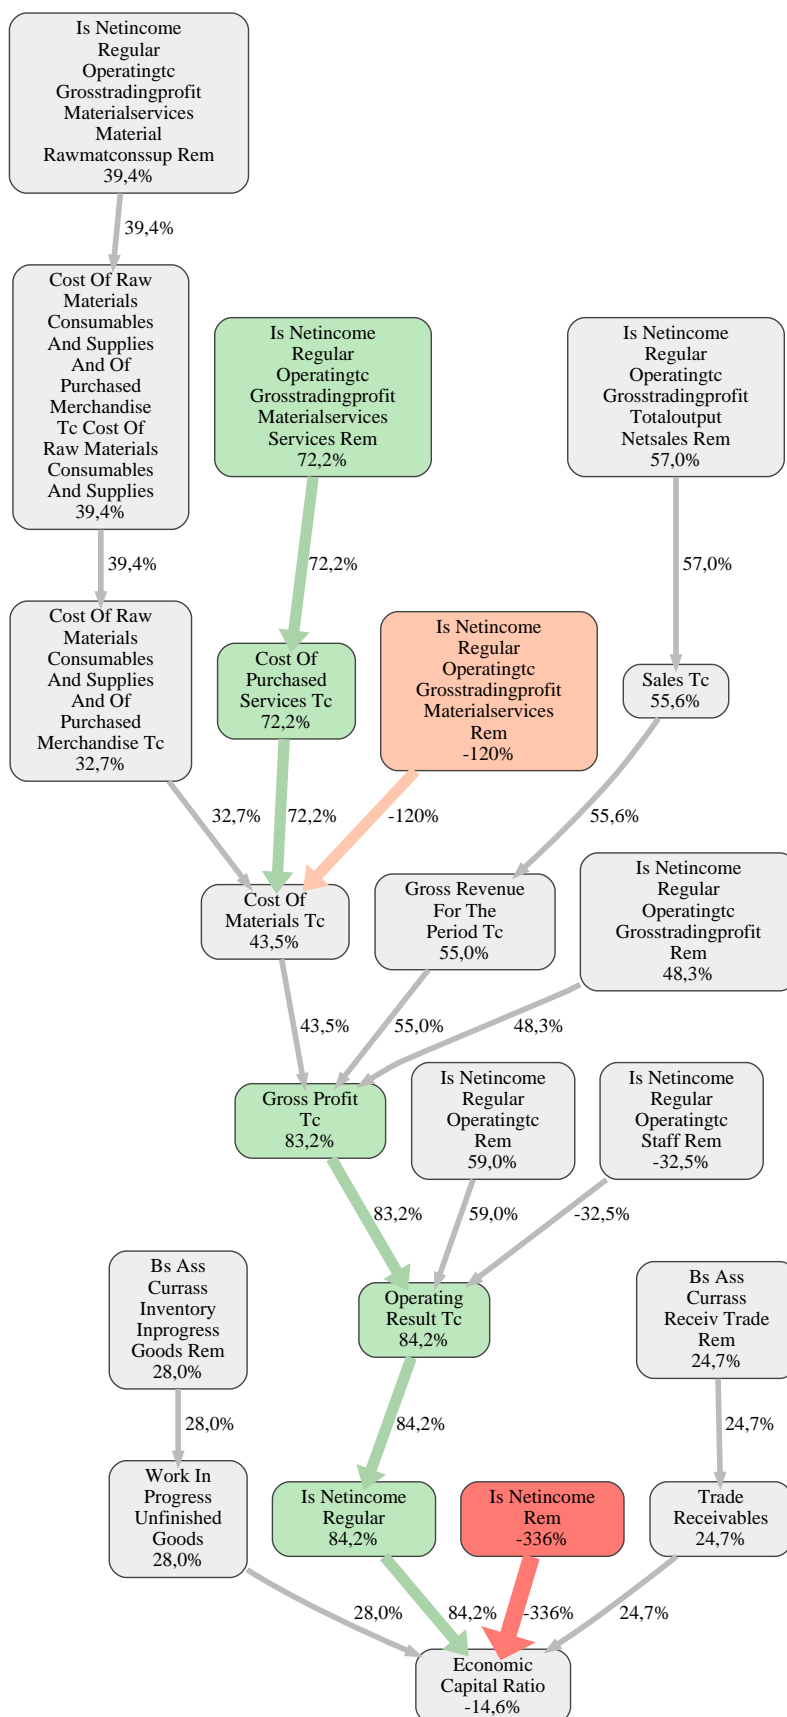 Is Netincome
Regular
Operatingtc
Grosstradingprofit
Materialservices
Material
Rawmatconssup Rem
39,4%
39,4%
Cost Of Raw
Materials
Consumables
And Supplies
And Of
Purchased
Merchandise
Tc Cost Of
Raw Materials
Consumables
And Supplies
39,4%
Is Netincome
Regular
Operatingtc
Grosstradingprofit
Materialservices
Services Rem
72,2%
Is Netincome
Regular
Operatingtc
Grosstradingprofit
Totaloutput
Netsales Rem
57,0%
39,4%
72,2%
57,0%
Cost Of Raw
Materials
Consumables
And Supplies
And Of
Purchased
Merchandise Tc
32,7%
Cost Of
Purchased
Services Tc
72,2%
Is Netincome
Regular
Operatingtc
Grosstradingprofit
Materialservices
Rem
-120%
Sales Tc
55,6%
32,7%
72,2%
-120%
55,6%
Cost Of
Materials Tc
43,5%
Gross Revenue
For The
Period Tc
55,0%
Is Netincome
Regular
Operatingtc
Grosstradingprofit
Rem
48,3%
43,5%
55,0%
48,3%
Gross Profit
Tc
83,2%
Is Netincome
Regular
Operatingtc
Rem
59,0%
Is Netincome
Regular
Operatingtc
Staff Rem
-32,5%
83,2%
59,0%
-32,5%
Bs Ass
Currass
Inventory
Inprogress
Goods Rem
28,0%
Operating
Result Tc
84,2%
Bs Ass
Currass
Receiv Trade
Rem
24,7%
28,0%
84,2%
24,7%
Work In
Progress
Unfinished
Goods
28,0%
Is Netincome
Regular
84,2%
Is Netincome
Rem
-336%
Trade
Receivables
24,7%
28,0%
84,2%
-336%
24,7%
Economic
Capital Ratio
-14,6%